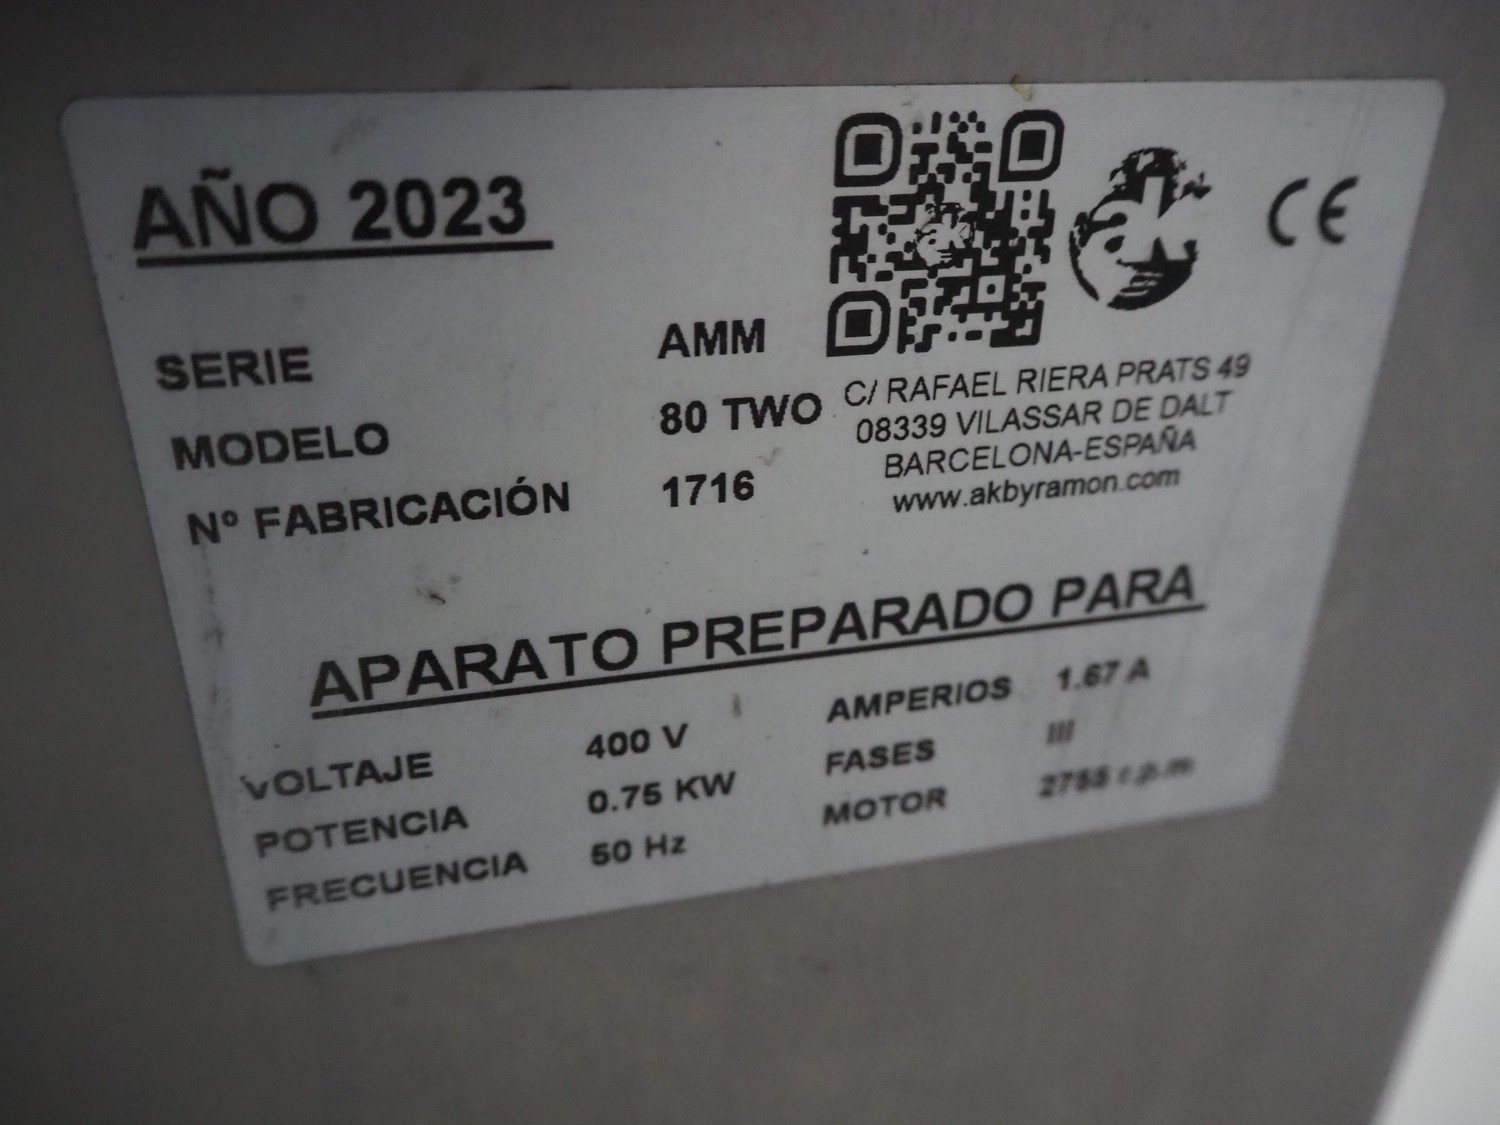 AÑO 2023
CE
SERIE AMM
MODELO 80 TWO
Nº FABRICACIÓN 1716
C/ RAFAEL RIERA PRATS 49
08339 VILASSAR DE DALT
BARCELONA-ESPAÑA
www.akbyramon.com
APARATO PREPARADO PARA
VOLTAJE 400 V
POTENCIA 0.75 KW
FRECUENCIA 50 Hz
AMPERIOS 1.67 A
FASES III
MOTOR r.p.m